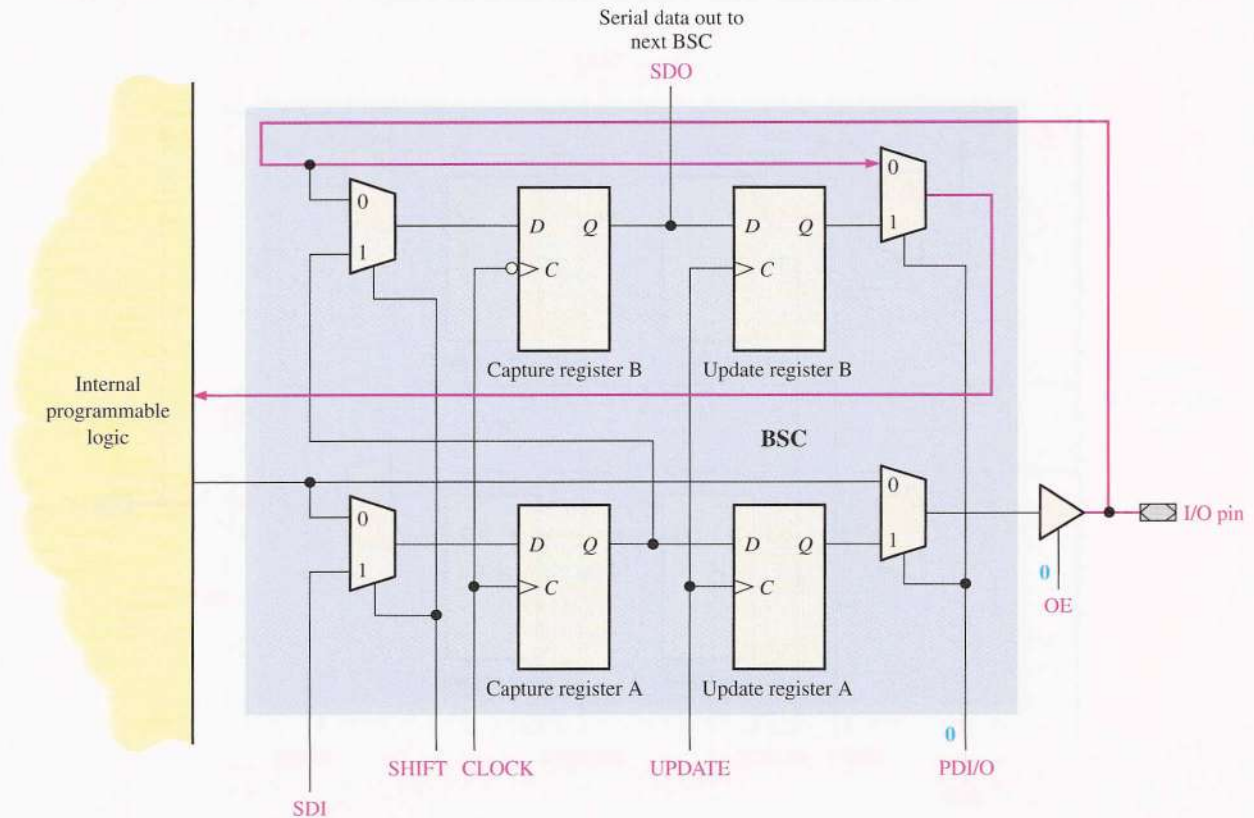 Serial data out to
next BSC
SDO
0
1
D Q
C
Capture register B
D Q
C
Update register B
0
1
Internal
programmable
logic
BSC
0
1
D Q
C
Capture register A
D Q
C
Update register A
0
1
I/O pin
0
OE
0
SHIFT CLOCK UPDATE PDI/O
SDI